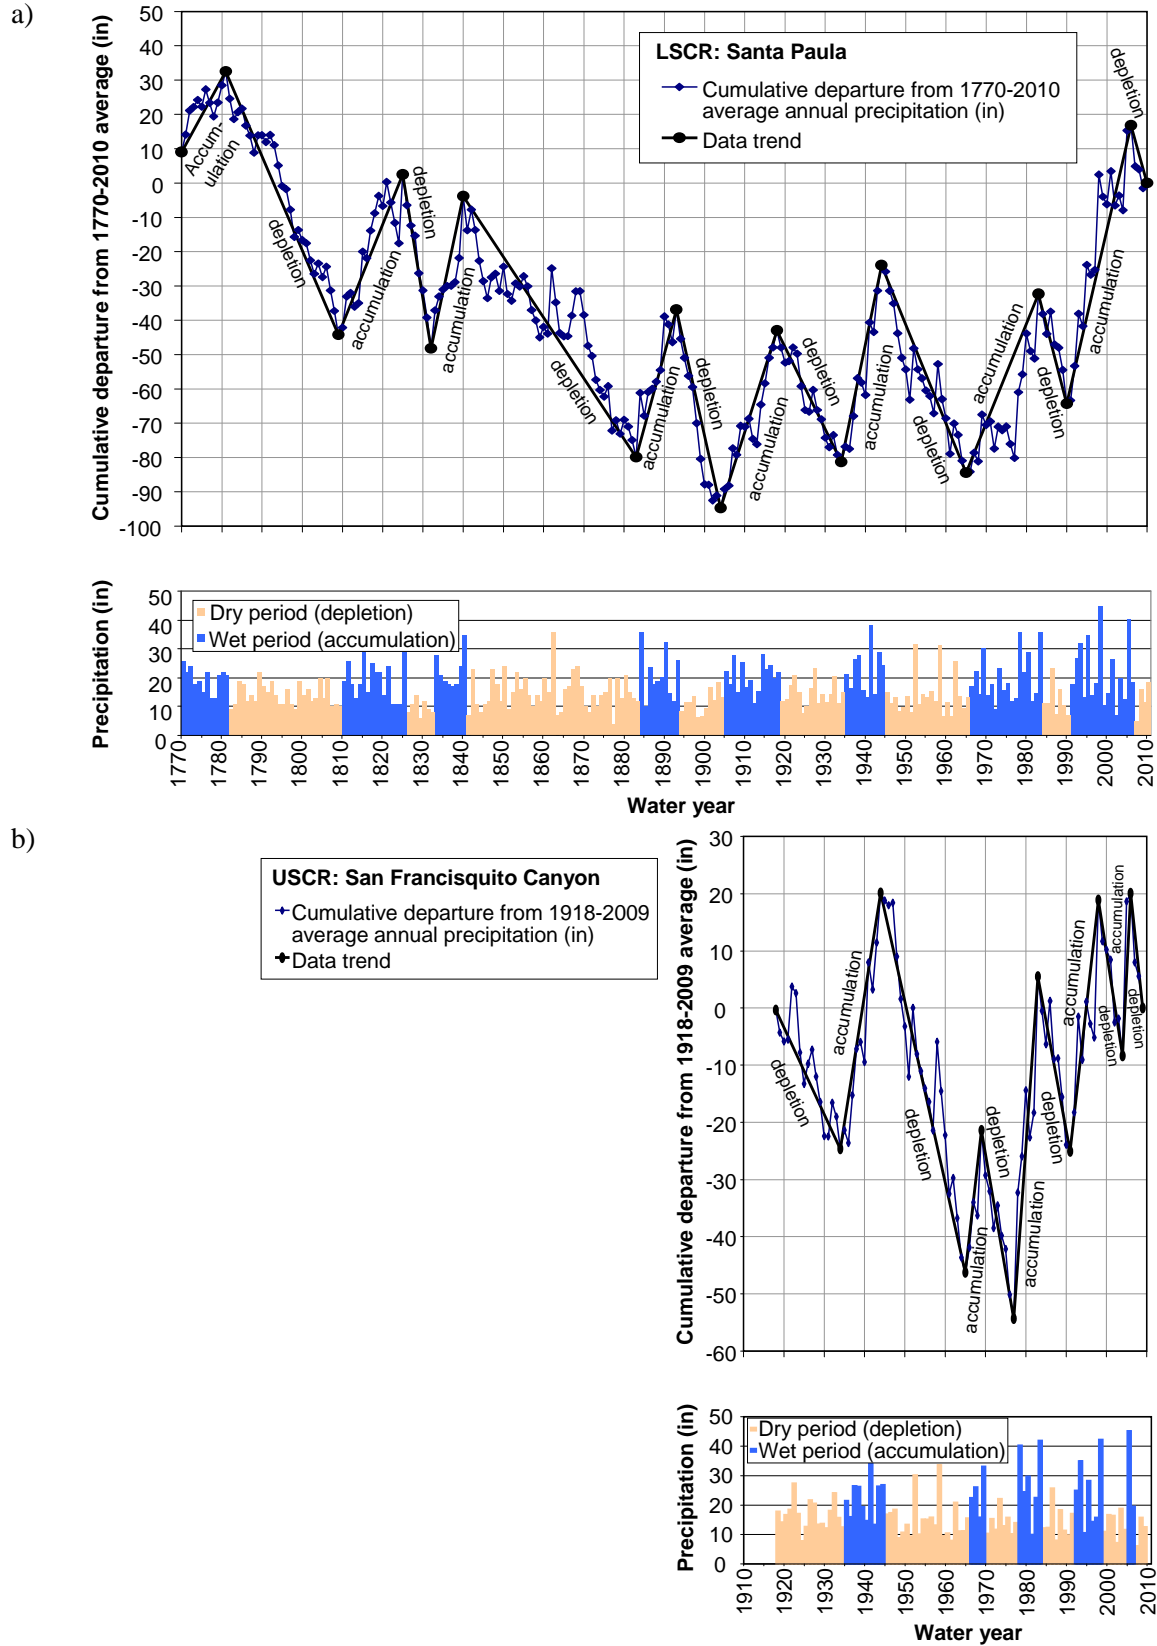 a)
Cumulative departure from 1770-2010 average (in)
50
40
30
20
10
0
-10
-20
-30
-40
-50
-60
-70
-80
-90
-100
LSCR: Santa Paula
Cumulative departure from 1770-2010
average annual precipitation (in)
Data trend
Accum-
ulation
depletion
accumulation
depletion
accumulation
depletion
accumulation
depletion
accumulation
depletion
accumulation
depletion
accumulation
depletion
accumulation
depletion
Precipitation (in)
50
40
30
20
10
0
Dry period (depletion)
Wet period (accumulation)
1770
1780
1790
1800
1810
1820
1830
1840
1850
1860
1870
1880
1890
1900
1910
1920
1930
1940
1950
1960
1970
1980
1990
2000
2010
Water year
b)
USCR: San Francisquito Canyon
Cumulative departure from 1918-2009
average annual precipitation (in)
Data trend
Cumulative departure from 1918-2009 average (in)
30
20
10
0
-10
-20
-30
-40
-50
-60
depletion
accumulation
depletion
accumulation
depletion
accumulation
depletion
accumulation
depletion
accumulation
depletion
Precipitation (in)
50
40
30
20
10
0
Dry period (depletion)
Wet period (accumulation)
1910
1920
1930
1940
1950
1960
1970
1980
1990
2000
2010
Water year